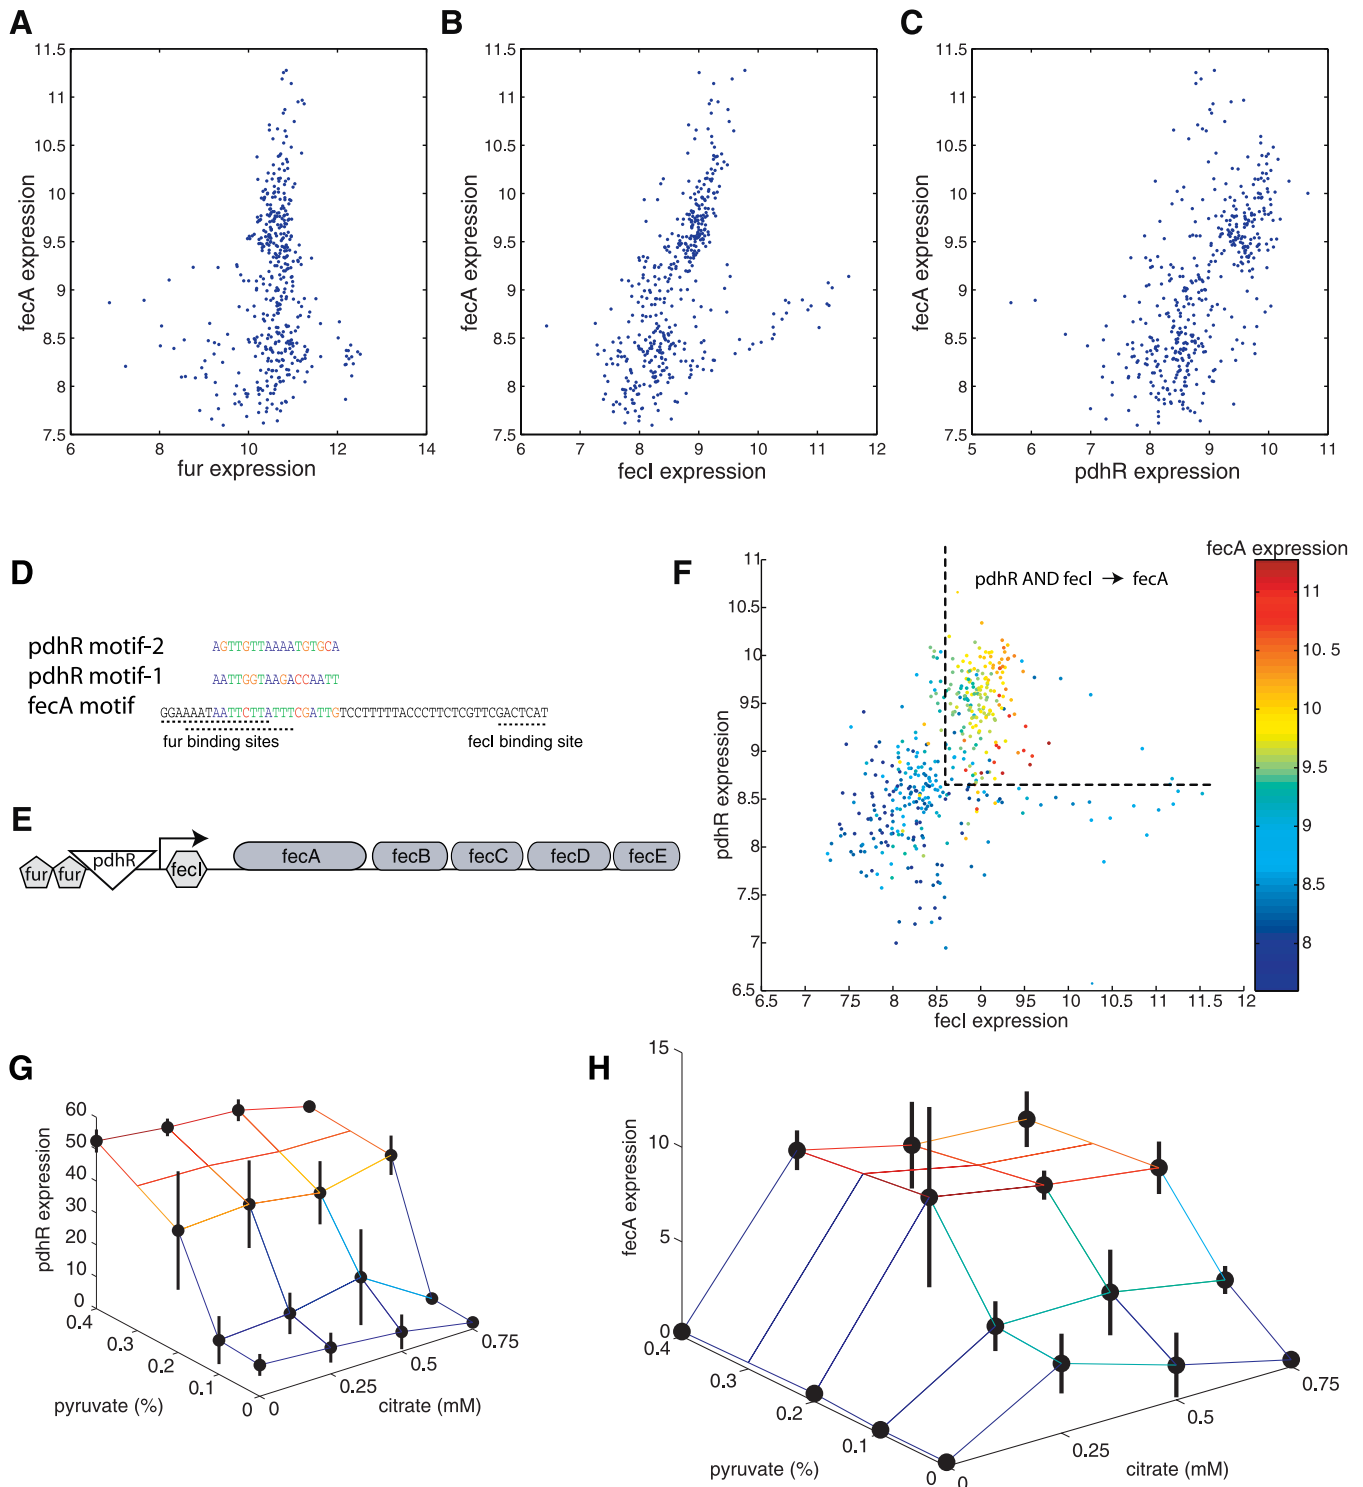 A
11.5
11
10.5
10
9.5
9
8.5
8
7.5
6
8
10
12
14
fecA expression
fur expression
B
11.5
11
10.5
10
9.5
9
8.5
8
7.5
6
7
8
9
10
11
12
fecA expression
fecI expression
C
11.5
11
10.5
10
9.5
9
8.5
8
7.5
5
6
7
8
9
10
11
fecA expression
pdhR expression
D
pdhR motif-2 AGTTGTTAAAATGTGCA
pdhR motif-1 AATTGGTAAGACCAATT
fecA motif GGAAAATAATTCTTATTTCGATTGTCCTTTTTACCCTTCTCGTTCGACTCAT
fur binding sites
fecI binding site
E
fur
fur
pdhR
fecI
fecA
fecB
fecC
fecD
fecE
F
pdhR AND fecI → fecA
11
10.5
10
9.5
9
8.5
8
7.5
7
6.5
6.5
7
7.5
8
8.5
9
9.5
10
10.5
11
11.5
12
pdhR expression
fecI expression
fecA expression
11
10.5
10
9.5
9
8.5
8
G
60
50
40
30
20
10
0
pdhR expression
0.4
0.3
0.2
0.1
0
pyruvate (%)
0
0.25
0.5
0.75
citrate (mM)
H
15
10
5
0
fecA expression
0.4
0.3
0.2
0.1
0
pyruvate (%)
0
0.25
0.5
0.75
citrate (mM)